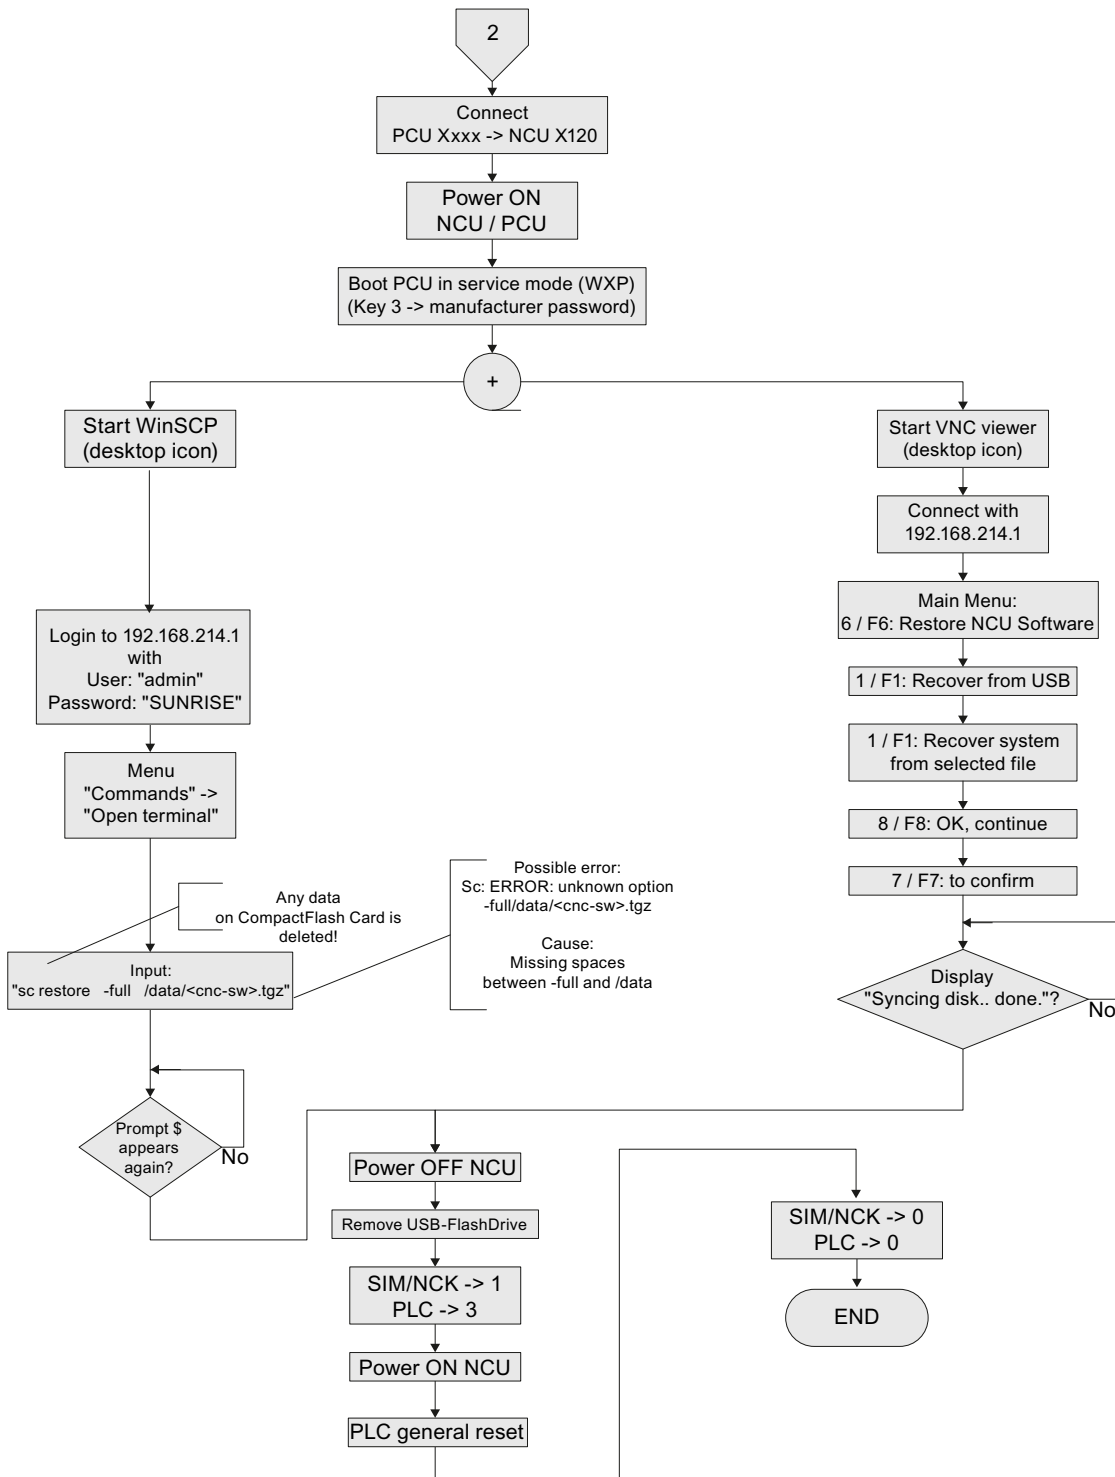 2
Connect
PCU Xxxx -> NCU X120
Power ON
NCU / PCU
Boot PCU in service mode (WXP)
(Key 3 -> manufacturer password)
+
Start WinSCP
(desktop icon)
Login to 192.168.214.1
with
User: "admin"
Password: "SUNRISE"
Menu
"Commands" ->
"Open terminal"
Any data
on CompactFlash Card is
deleted!
Input:
"sc restore -full /data/<cnc-sw>.tgz"
Possible error:
Sc: ERROR: unknown option
-full/data/<cnc-sw>.tgz
Cause:
Missing spaces
between -full and /data
Prompt $
appears
again?
No
Start VNC viewer
(desktop icon)
Connect with
192.168.214.1
Main Menu:
6 / F6: Restore NCU Software
1 / F1: Recover from USB
1 / F1: Recover system
from selected file
8 / F8: OK, continue
7 / F7: to confirm
Display
"Syncing disk.. done."?
No
Power OFF NCU
Remove USB-FlashDrive
SIM/NCK -> 1
PLC -> 3
Power ON NCU
PLC general reset
SIM/NCK -> 0
PLC -> 0
END